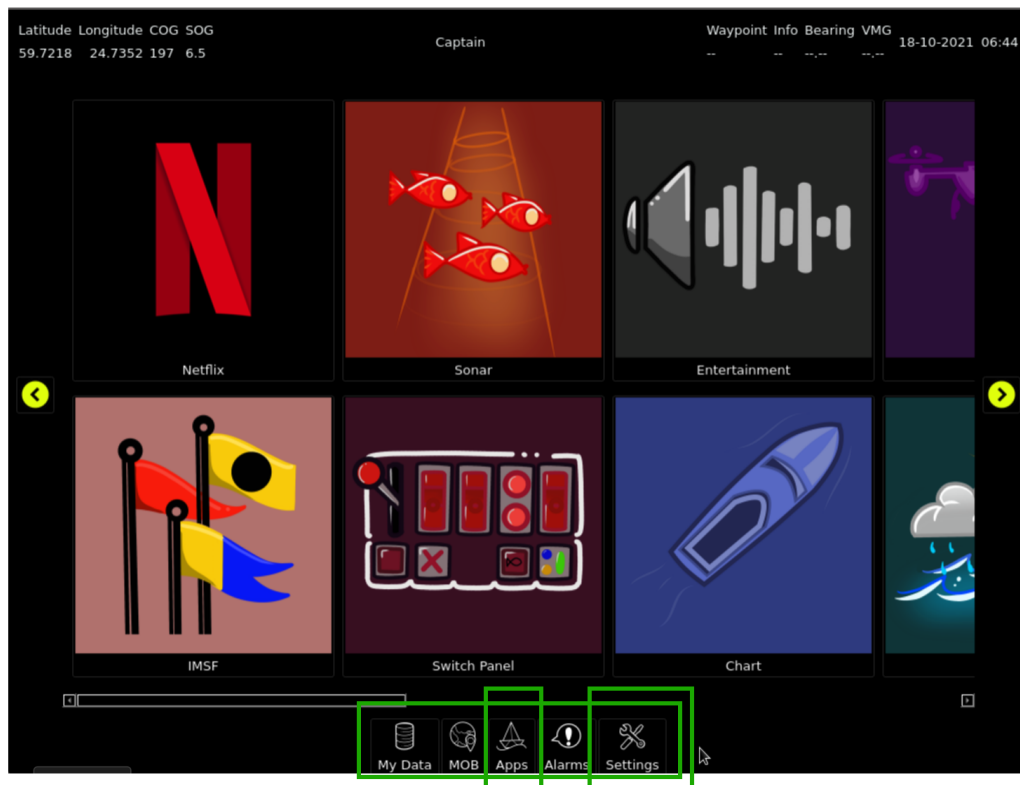 Latitude Longitude COG SOG
59.7218 24.7352 197 6.5
Captain
Waypoint Info Bearing VMG
-- -- --.-- --.--
18-10-2021 06:44
Netflix
Sonar
Entertainment
IMSF
Switch Panel
Chart
My Data
MOB
Apps
Alarms
Settings